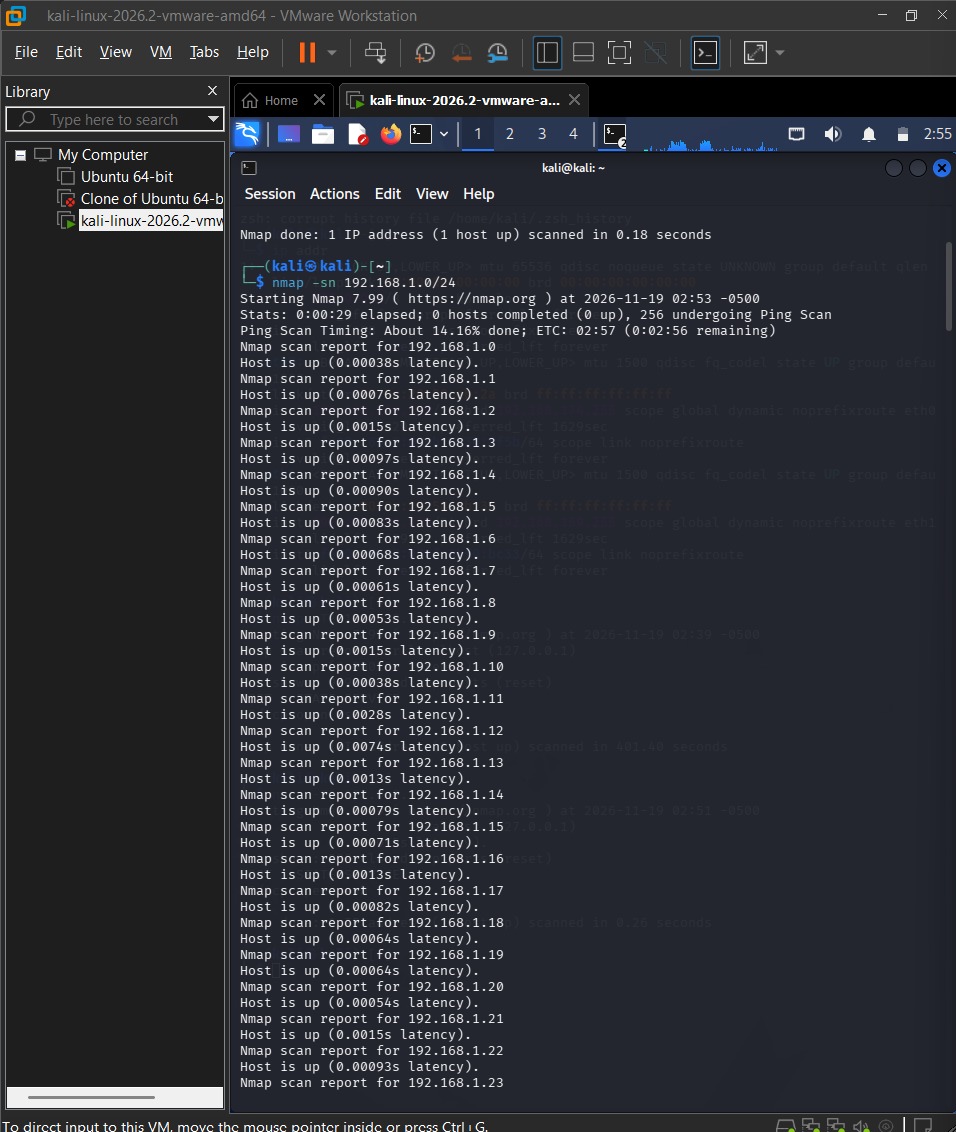 kali-linux-2026.2-vmware-amd64 - VMware Workstation
File Edit View VM Tabs Help
Library
Type here to search
My Computer
Ubuntu 64-bit
Clone of Ubuntu 64-b
kali-linux-2026.2-vmw
Home
kali-linux-2026.2-vmware-a...
1 2 3 4
2
2:55
kali@kali: ~
Session Actions Edit View Help
zsh: corrupt history file /home/kali/.zsh_history
Nmap done: 1 IP address (1 host up) scanned in 0.18 seconds
(kali㉿kali)-[~]
$ nmap -sn 192.168.1.0/24
Starting Nmap 7.99 ( https://nmap.org ) at 2026-11-19 02:53 -0500
Stats: 0:00:29 elapsed; 0 hosts completed (0 up), 256 undergoing Ping Scan
Ping Scan Timing: About 14.16% done; ETC: 02:57 (0:02:56 remaining)
Nmap scan report for 192.168.1.0
Host is up (0.00038s latency).
Nmap scan report for 192.168.1.1
Host is up (0.00076s latency).
Nmap scan report for 192.168.1.2
Host is up (0.0015s latency).
Nmap scan report for 192.168.1.3
Host is up (0.00097s latency).
Nmap scan report for 192.168.1.4
Host is up (0.00090s latency).
Nmap scan report for 192.168.1.5
Host is up (0.00083s latency).
Nmap scan report for 192.168.1.6
Host is up (0.00068s latency).
Nmap scan report for 192.168.1.7
Host is up (0.00061s latency).
Nmap scan report for 192.168.1.8
Host is up (0.00053s latency).
Nmap scan report for 192.168.1.9
Host is up (0.0015s latency).
Nmap scan report for 192.168.1.10
Host is up (0.00038s latency).
Nmap scan report for 192.168.1.11
Host is up (0.0028s latency).
Nmap scan report for 192.168.1.12
Host is up (0.0074s latency).
Nmap scan report for 192.168.1.13
Host is up (0.0013s latency).
Nmap scan report for 192.168.1.14
Host is up (0.00079s latency).
Nmap scan report for 192.168.1.15
Host is up (0.00071s latency).
Nmap scan report for 192.168.1.16
Host is up (0.0013s latency).
Nmap scan report for 192.168.1.17
Host is up (0.00082s latency).
Nmap scan report for 192.168.1.18
Host is up (0.00064s latency).
Nmap scan report for 192.168.1.19
Host is up (0.00064s latency).
Nmap scan report for 192.168.1.20
Host is up (0.00054s latency).
Nmap scan report for 192.168.1.21
Host is up (0.0015s latency).
Nmap scan report for 192.168.1.22
Host is up (0.00093s latency).
Nmap scan report for 192.168.1.23
To direct input to this VM, move the mouse pointer inside or press Ctrl+G.